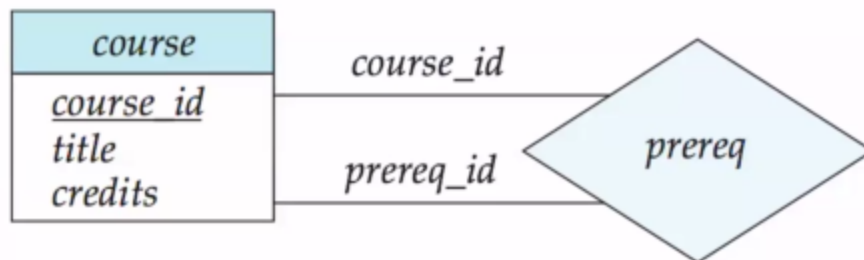 course
course_id
title
credits
course_id
prereq_id
prereq